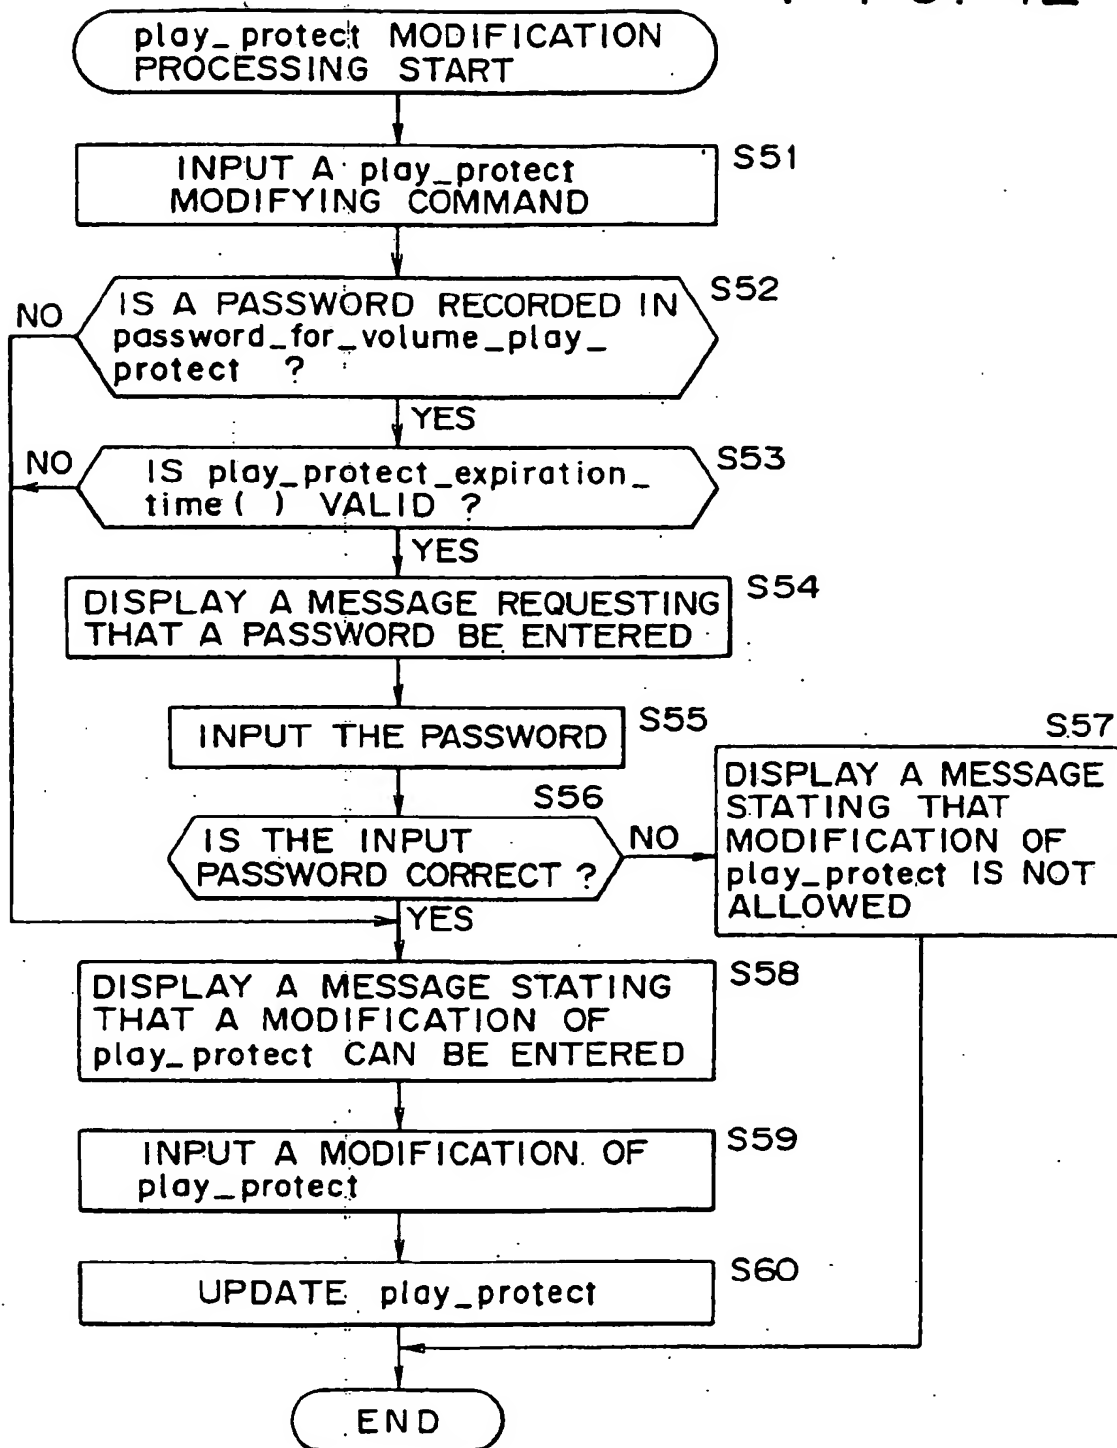 play_protect MODIFICATION
PROCESSING START
INPUT A play_protect
MODIFYING COMMAND
S51
IS A PASSWORD RECORDED IN
password_for_volume_play_
protect ?
S52
NO
YES
IS play_protect_expiration_
time( ) VALID ?
S53
NO
YES
DISPLAY A MESSAGE REQUESTING
THAT A PASSWORD BE ENTERED
S54
INPUT THE PASSWORD
S55
IS THE INPUT
PASSWORD CORRECT ?
S56
NO
YES
S57
DISPLAY A MESSAGE
STATING THAT
MODIFICATION OF
play_protect IS NOT
ALLOWED
DISPLAY A MESSAGE STATING
THAT A MODIFICATION OF
play_protect CAN BE ENTERED
S58
INPUT A MODIFICATION OF
play_protect
S59
UPDATE play_protect
S60
END